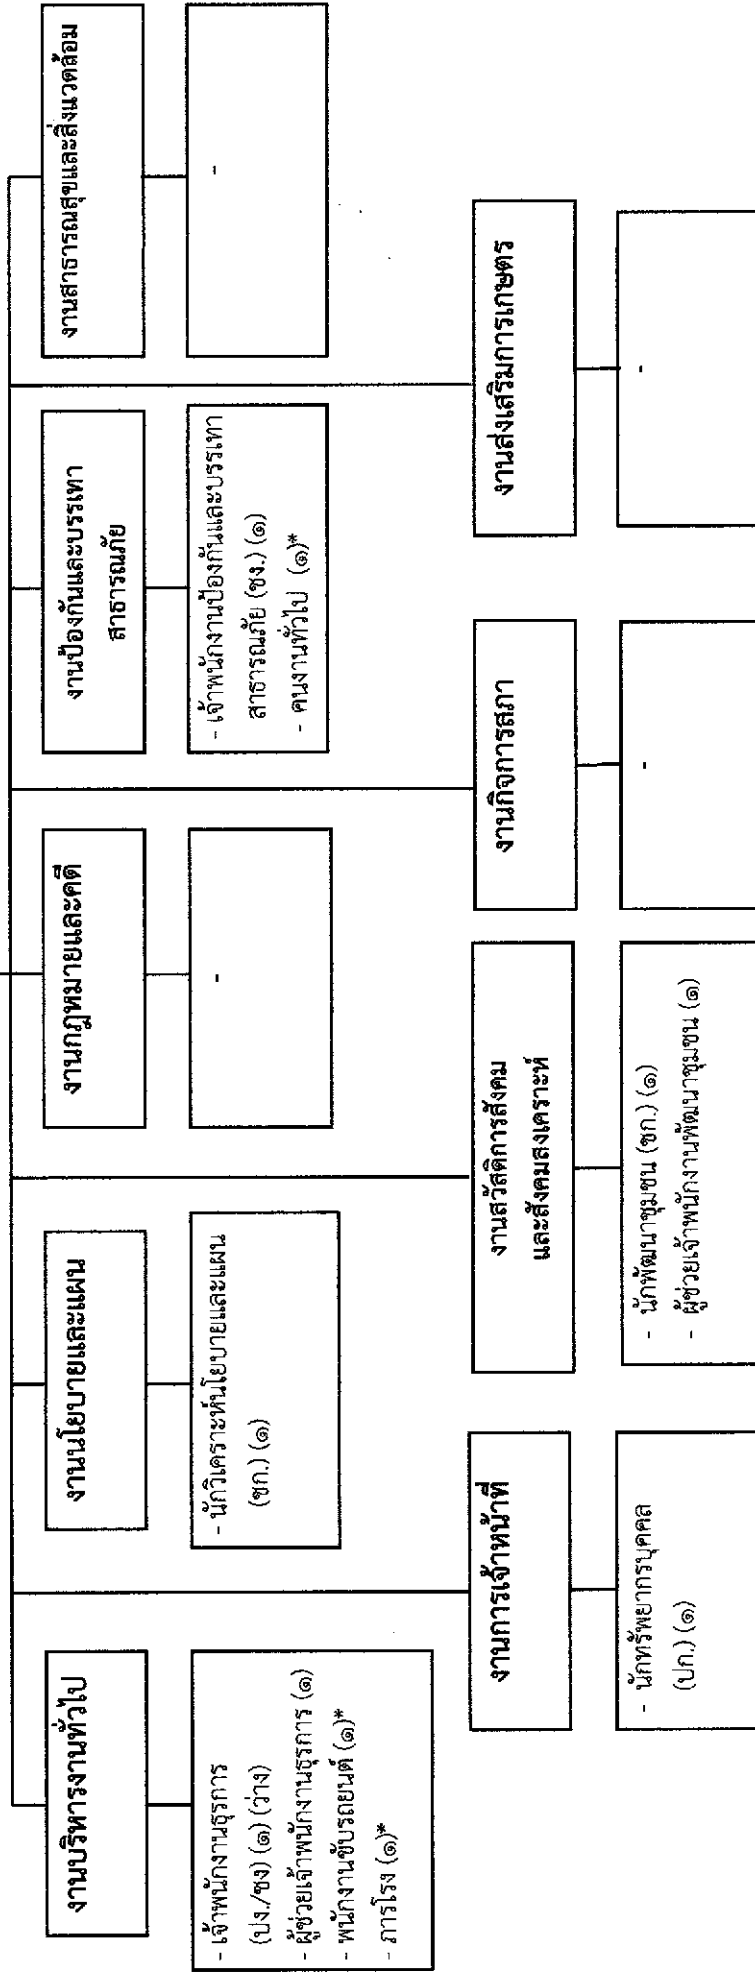 งานบริหารงานทั่วไป
- เจ้าพนักงานธุรการ
(ปง./ชง) (๑) (ว่าง)
- ผู้ช่วยเจ้าพนักงานธุรการ (๑)
- พนักงานขับรถยนต์ (๑)*
- ภารโรง (๑)*
งานนโยบายและแผน
- นักวิเคราะห์นโยบายและแผน
(ชก.) (๑)
งานกฎหมายและคดี
-
งานป้องกันและบรรเทา
สาธารณภัย
- เจ้าพนักงานป้องกันและบรรเทา
สาธารณภัย (ชง.) (๑)
- คนงานทั่วไป (๑)*
งานสาธารณสุขและสิ่งแวดล้อม
-
งานการเจ้าหน้าที่
- นักทรัพยากรบุคคล
(ปก.) (๑)
งานสวัสดิการสังคม
และสังคมสงเคราะห์
- นักพัฒนาชุมชน (ชก.) (๑)
- ผู้ช่วยเจ้าพนักงานพัฒนาชุมชน (๑)
งานกิจการสภา
-
งานส่งเสริมการเกษตร
-